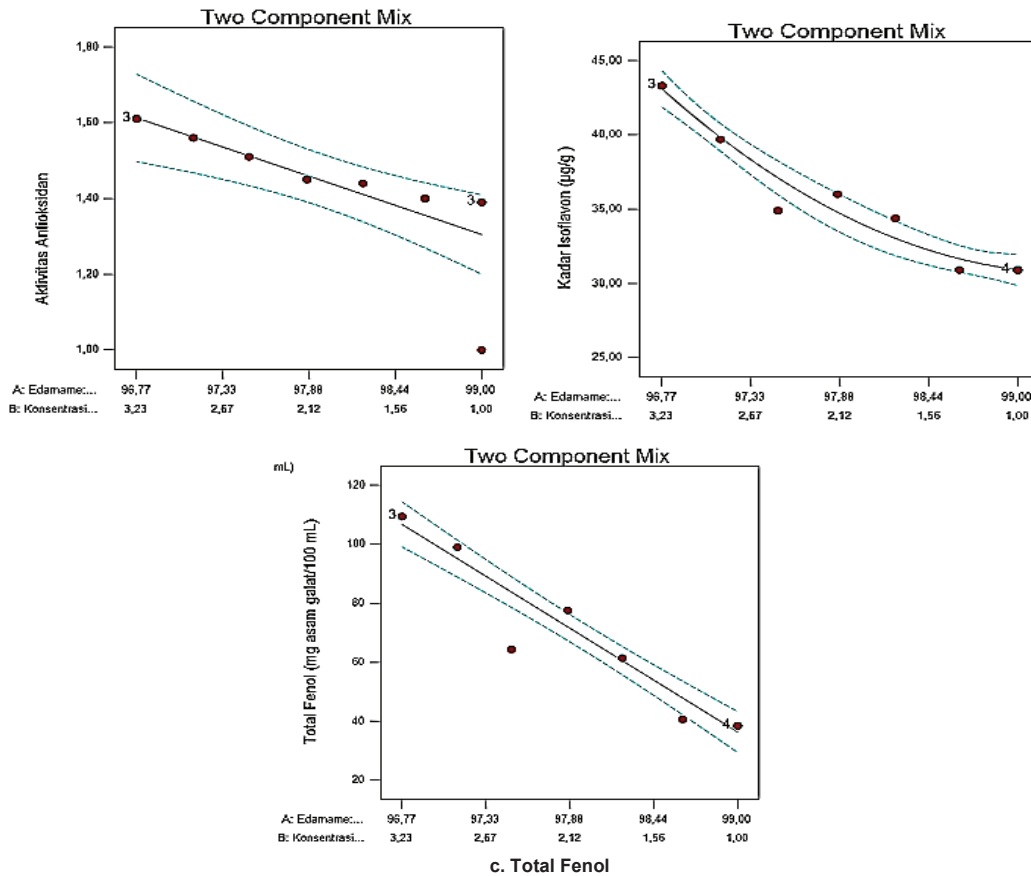 Two Component Mix
1,80
1,60
1,50
1,40
1,20
1,00
Aktivitas Antioksidan
3
3
96,77 97,33 97,88 98,44 99,00
A: Edamame:...
3,23 2,67 2,12 1,56 1,00
B: Konsentrasi...
Two Component Mix
45,00
40,00
35,00
30,00
25,00
Kadar Isoflavon (µg/g )
3
4
A: Edamame:...
96,77 97,33 97,88 98,44 99,00
B: Konsentrasi...
3,23 2,67 2,12 1,56 1,00
mL)
Two Component Mix
120
100
80
60
40
20
Total Fenol (mg asam galat/100 mL)
3
4
A: Edamame:...
96,77 97,33 97,88 98,44 99,00
B: Konsentrasi...
3,23 2,67 2,12 1,56 1,00
c. Total Fenol